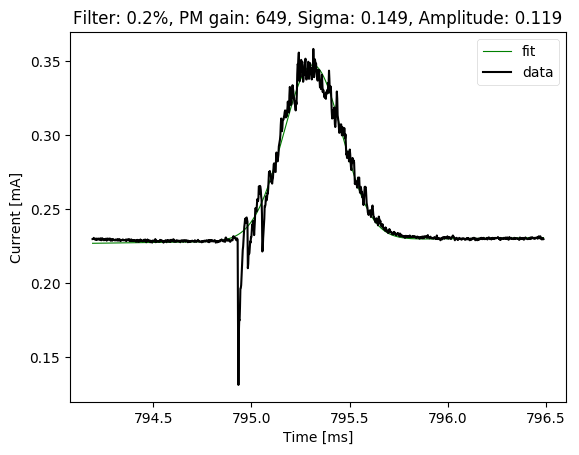 Filter: 0.2%, PM gain: 649, Sigma: 0.149, Amplitude: 0.119
fit
data
0.35
0.30
0.25
0.20
0.15
Current [mA]
794.5
795.0
795.5
796.0
796.5
Time [ms]